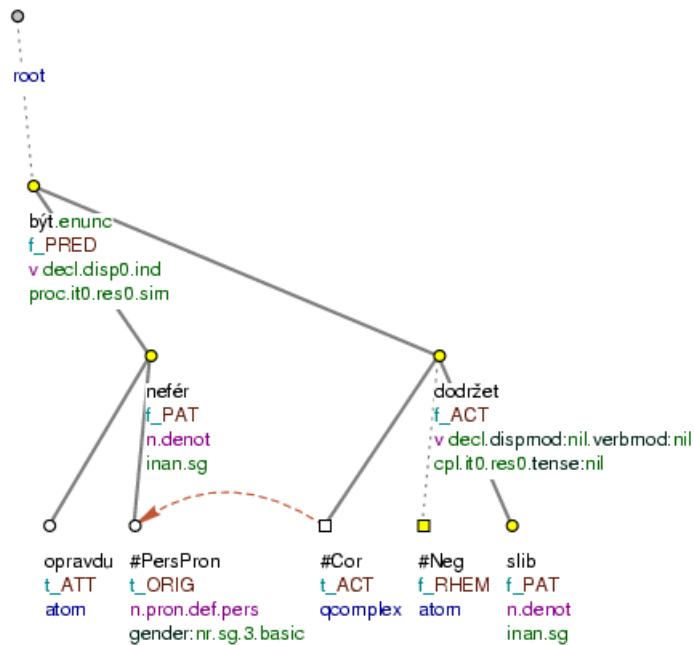 root
být.enunc
f_PRED
v decl.disp0.ind
proc.it0.res0.sim
nefér
f_PAT
n.denot
inan.sg
dodržet
f_ACT
v decl.dispmod:nil.verbmod:nil
cpl.it0.res0.tense:nil
opravdu
t_ATT
atom
#PersPron
t_ORIG
n.pron.def.pers
gender:nr.sg.3.basic
#Cor
t_ACT
qcomplex
#Neg
f_RHEM
atom
slib
f_PAT
n.denot
inan.sg